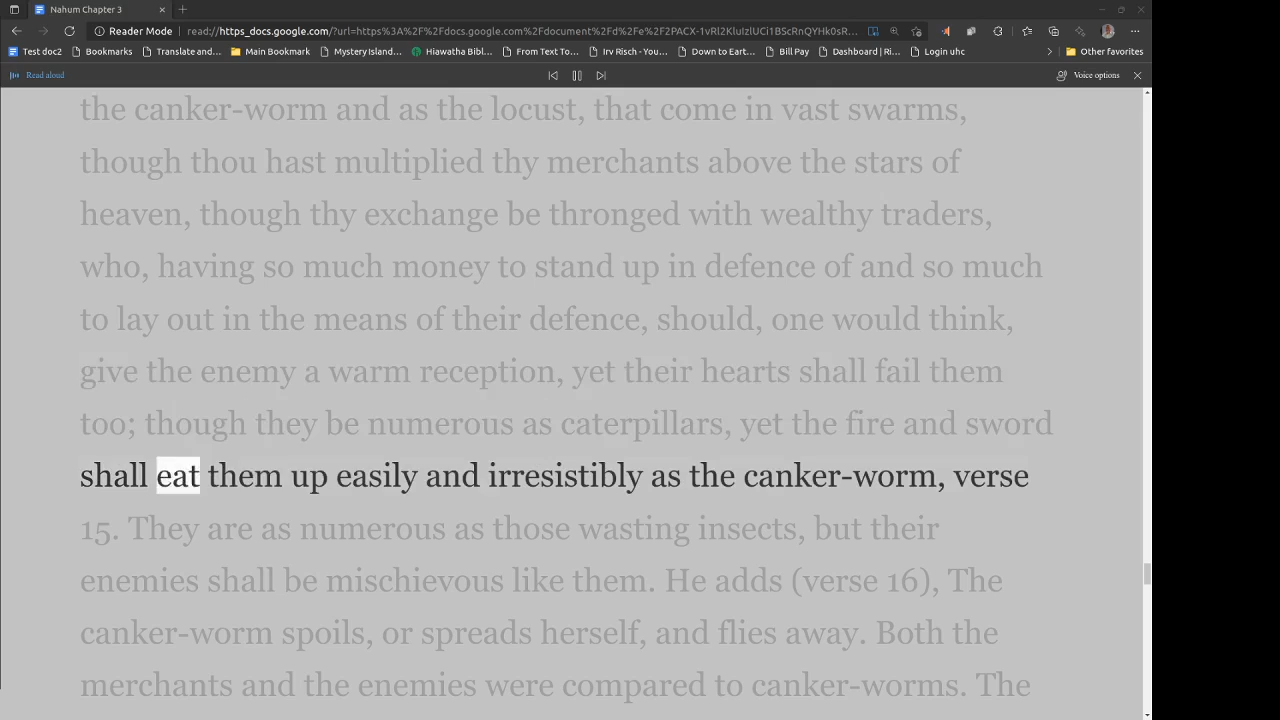 Nahum Chapter 3
Reader Mode
read://https_docs.google.com/?url=https%3A%2F%2Fdocs.google.com%2Fdocument%2Fd%2Fe%2F2PACX-1vRl2KluIzlUCi1BScRnQYHk0sR...
Test doc2
Bookmarks
Translate and...
Main Bookmark
Mystery Island...
Hiawatha Bibl...
From Text To...
Irv Risch - You...
Down to Eart...
Bill Pay
Dashboard | Ri...
Login uhc
Other favorites
Read aloud
Voice options
the canker-worm and as the locust, that come in vast swarms,
though thou hast multiplied thy merchants above the stars of
heaven, though thy exchange be thronged with wealthy traders,
who, having so much money to stand up in defence of and so much
to lay out in the means of their defence, should, one would think,
give the enemy a warm reception, yet their hearts shall fail them
too; though they be numerous as caterpillars, yet the fire and sword
shall eat them up easily and irresistibly as the canker-worm, verse
15. They are as numerous as those wasting insects, but their
enemies shall be mischievous like them. He adds (verse 16), The
canker-worm spoils, or spreads herself, and flies away. Both the
merchants and the enemies were compared to canker-worms. The